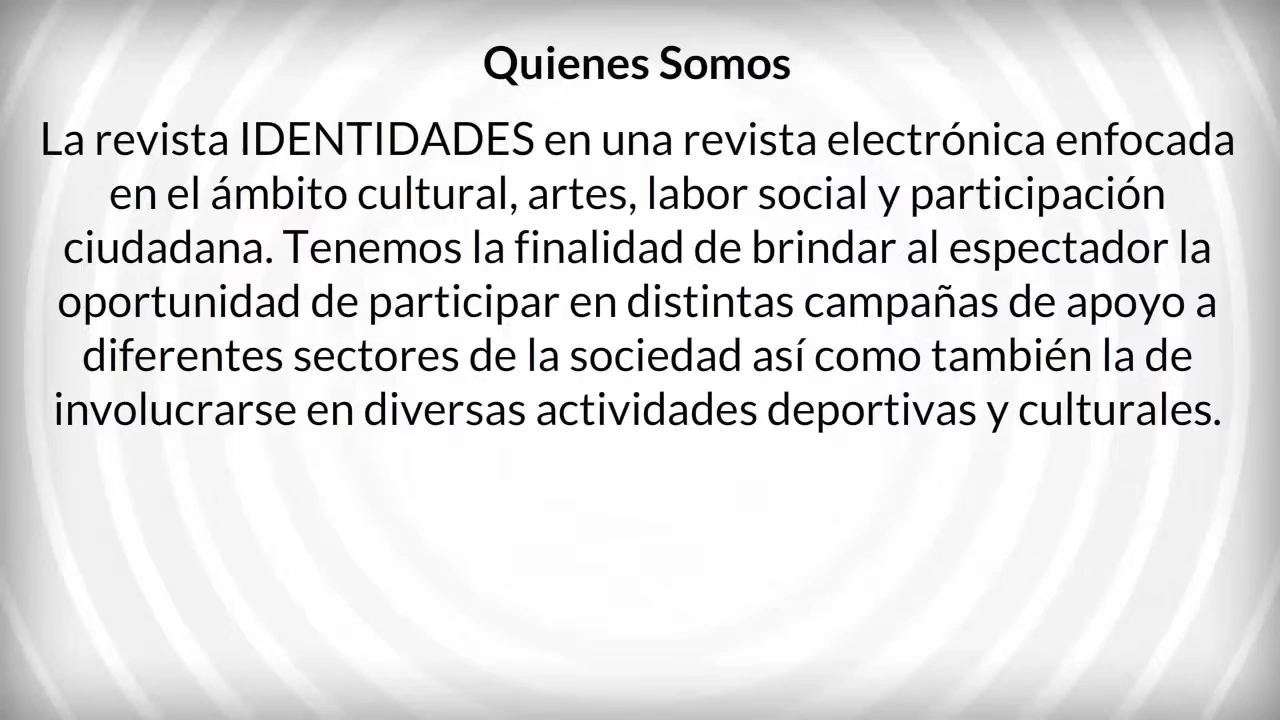 Quienes Somos
La revista IDENTIDADES en una revista electrónica enfocada
en el ámbito cultural, artes, labor social y participación
ciudadana. Tenemos la finalidad de brindar al espectador la
oportunidad de participar en distintas campañas de apoyo a
diferentes sectores de la sociedad así como también la de
involucrarse en diversas actividades deportivas y culturales.